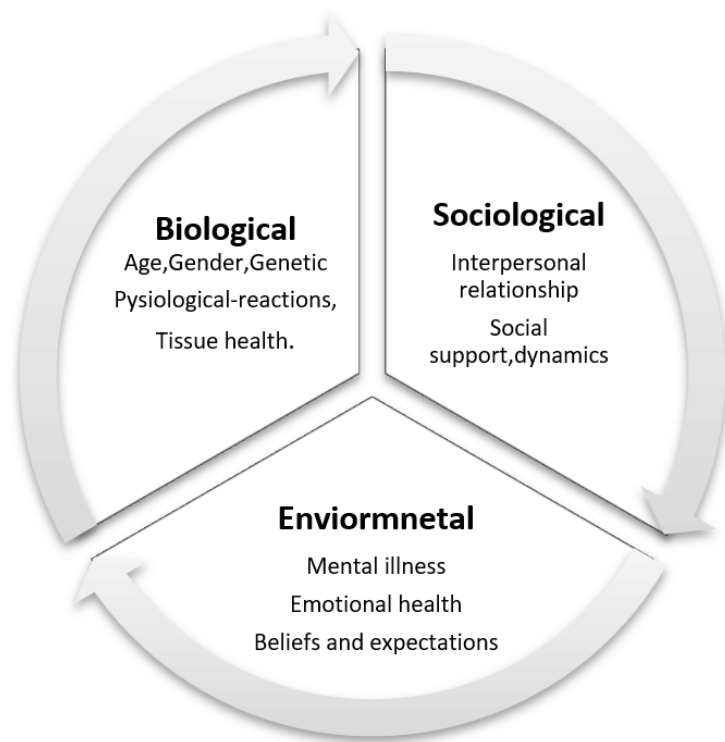 Biological
Age,Gender,Genetic
Pysiological-reactions,
Tissue health.
Sociological
Interpersonal
relationship
Social
support,dynamics
Enviormnetal
Mental illness
Emotional health
Beliefs and expectations